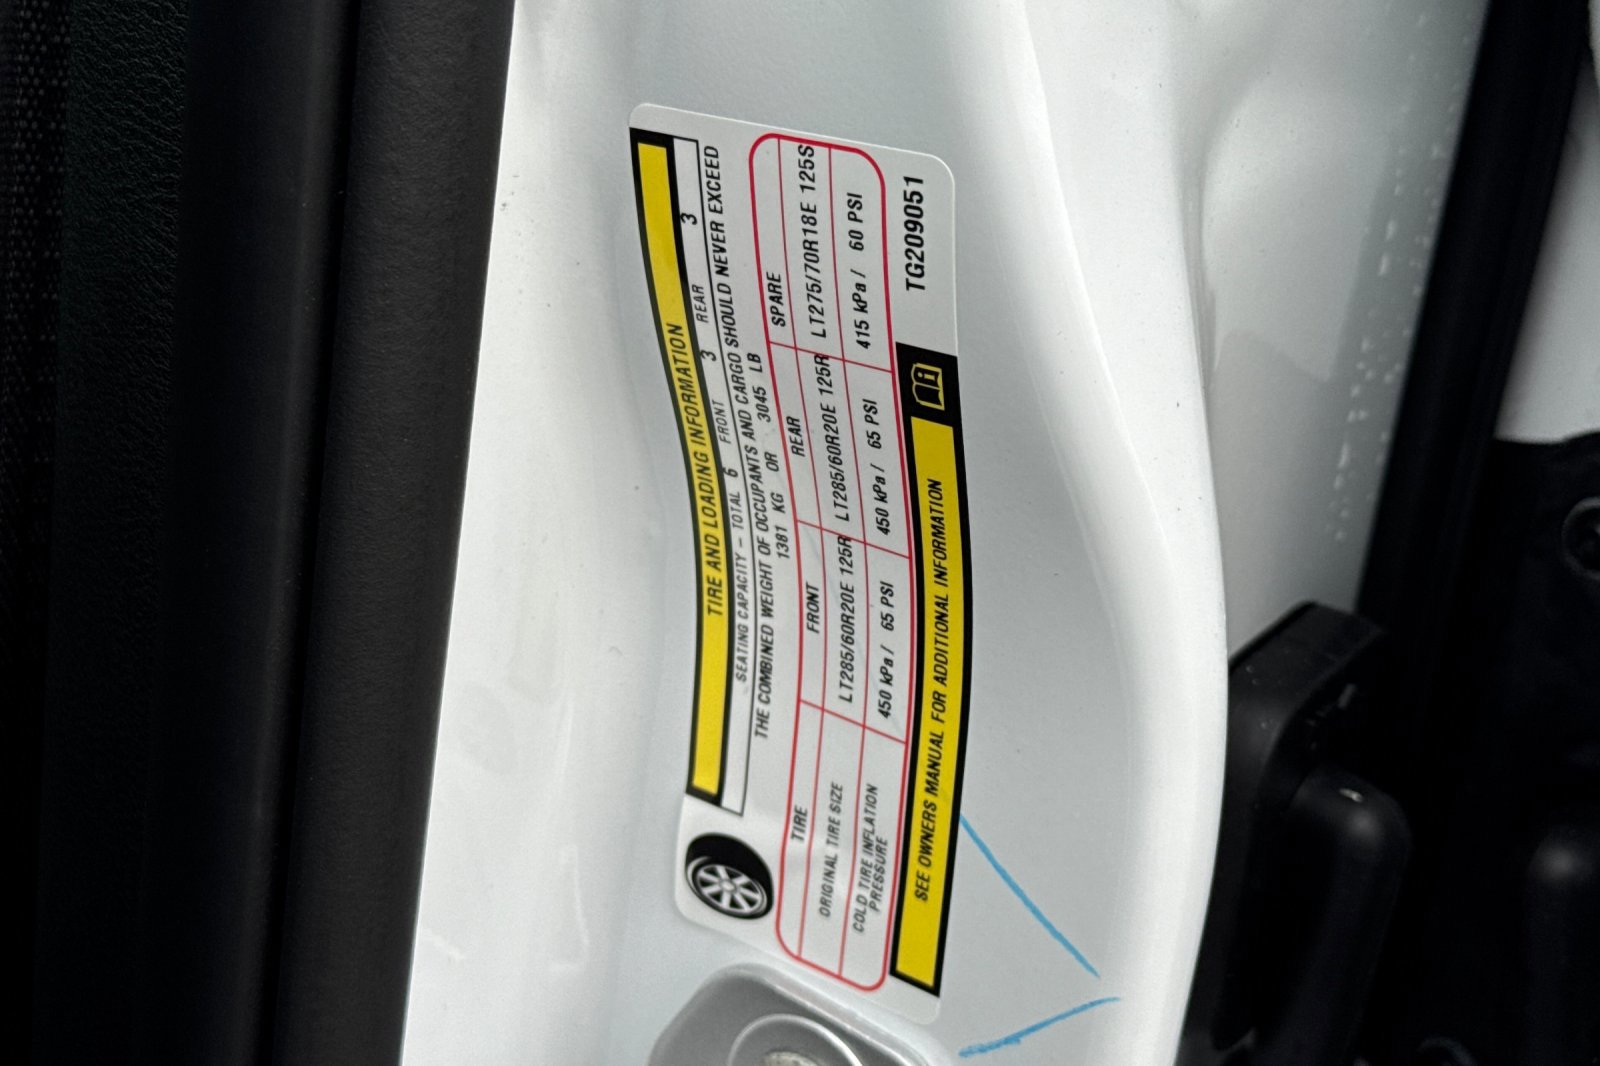 TIRE AND LOADING INFORMATION
SEATING CAPACITY – TOTAL 6 FRONT 3 REAR 3
THE COMBINED WEIGHT OF OCCUPANTS AND CARGO SHOULD NEVER EXCEED
1381 KG OR 3045 LB
TIRE FRONT REAR SPARE
ORIGINAL TIRE SIZE LT285/60R20E 125R LT285/60R20E 125R LT275/70R18E 125S
COLD TIRE INFLATION PRESSURE 450 kPa / 65 PSI 450 kPa / 65 PSI 415 kPa / 60 PSI
SEE OWNERS MANUAL FOR ADDITIONAL INFORMATION TG209051